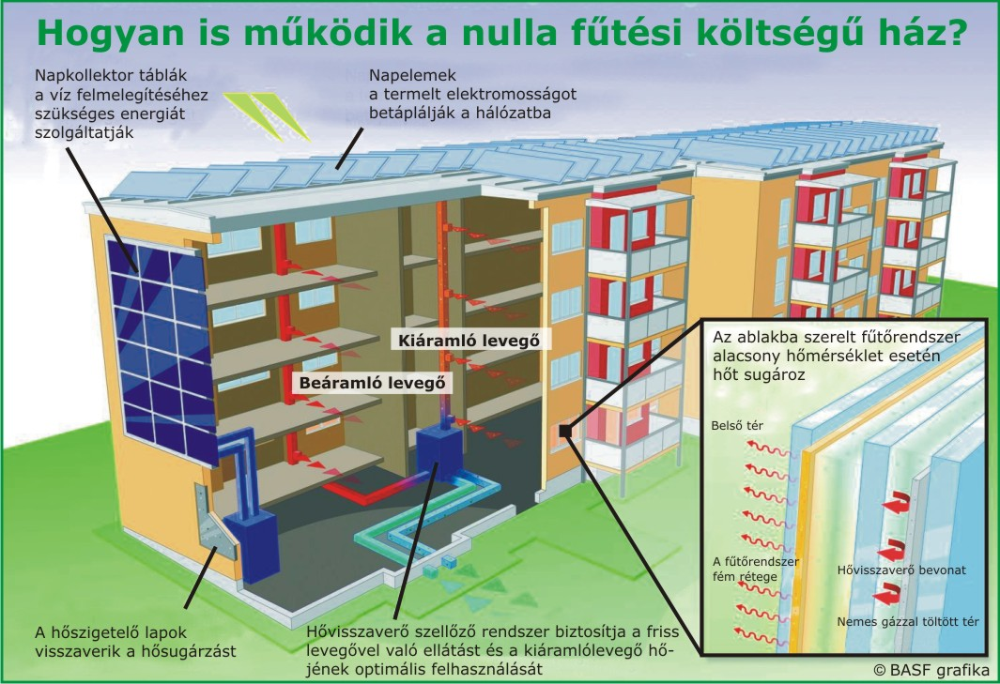 Hogyan is működik a nulla fűtési költségű ház?
Napkollektor táblák
a víz felmelegítéséhez
szükséges energiát
szolgáltatják
Napelemek
a termelt elektromosságot
betáplálják a hálózatba
Kiáramló levegő
Beáramló levegő
Az ablakba szerelt fűtőrendszer
alacsony hőmérséklet esetén
hőt sugároz
Belső tér
A fűtőrendszer
fém rétege
Hővisszaverő bevonat
Nemes gázzal töltött tér
A hőszigetelő lapok
visszaverik a hősugárzást
Hővisszaverő szellőző rendszer biztosítja a friss
levegővel való ellátást és a kiáramlólevegő hő-
jének optimális felhasználását
© BASF grafika